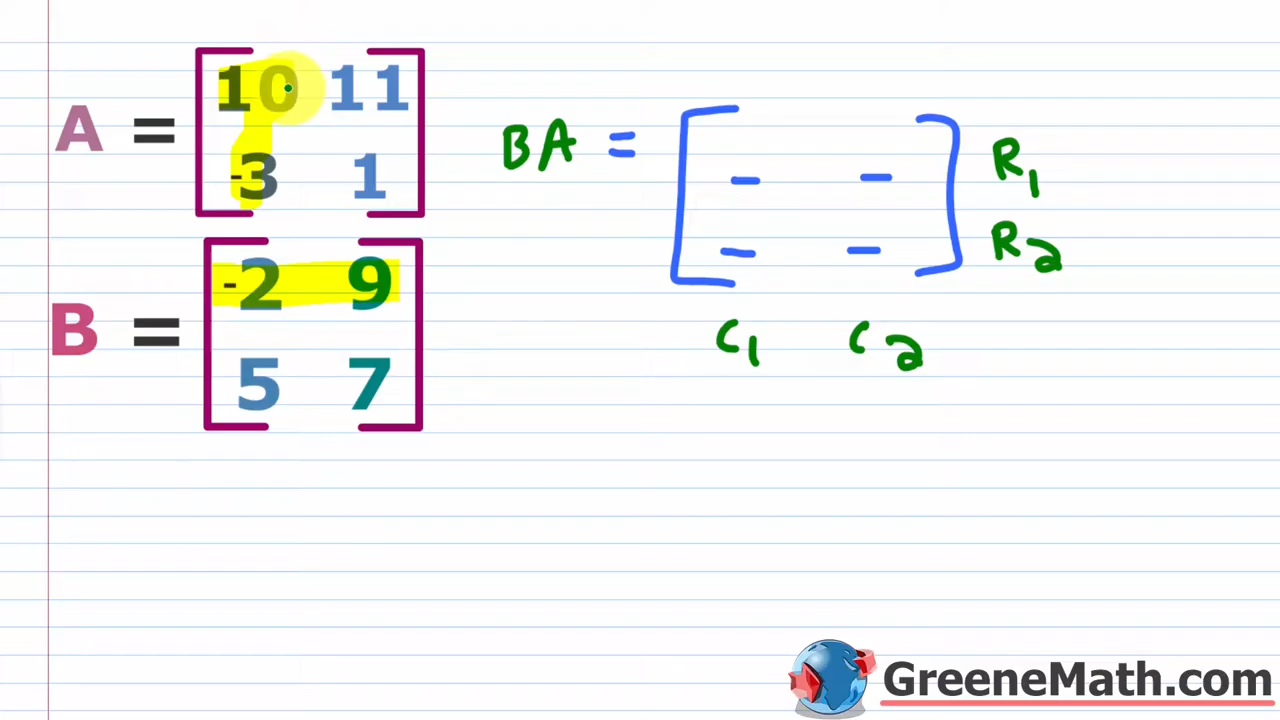 A = [ 10 11
-3 1 ]
B = [ -2 9
5 7 ]
BA = [ - - ] R1
[ - - ] R2
C1 C2
GreeneMath.com